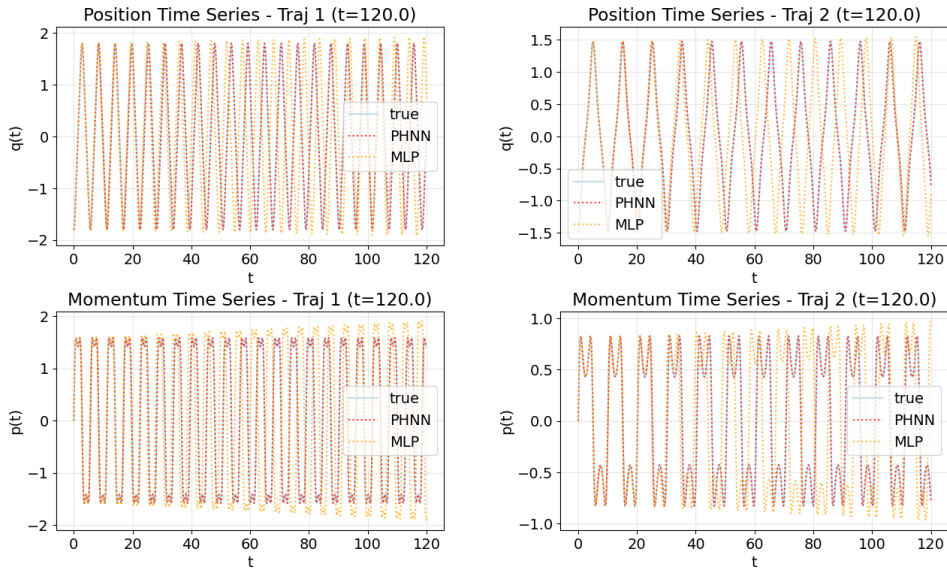 Position Time Series - Traj 1 (t=120.0)
2
1
0
−1
−2
q(t)
0 20 40 60 80 100 120
t
true
PHNN
MLP
Position Time Series - Traj 2 (t=120.0)
1.5
1.0
0.5
0.0
−0.5
−1.0
−1.5
q(t)
0 20 40 60 80 100 120
t
true
PHNN
MLP
Momentum Time Series - Traj 1 (t=120.0)
2
1
0
−1
−2
p(t)
0 20 40 60 80 100 120
t
true
PHNN
MLP
Momentum Time Series - Traj 2 (t=120.0)
1.0
0.5
0.0
−0.5
−1.0
p(t)
0 20 40 60 80 100 120
t
true
PHNN
MLP